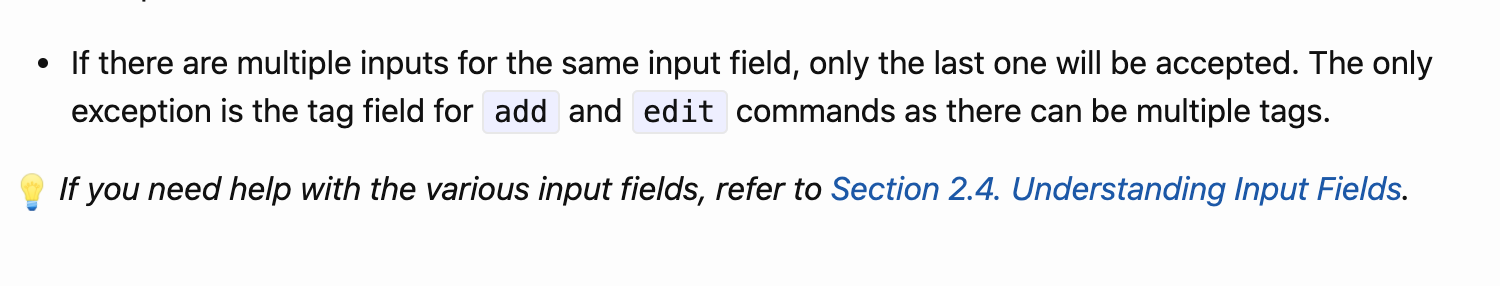 • If there are multiple inputs for the same input field, only the last one will be accepted. The only
exception is the tag field for add and edit commands as there can be multiple tags.
💡 If you need help with the various input fields, refer to Section 2.4. Understanding Input Fields.